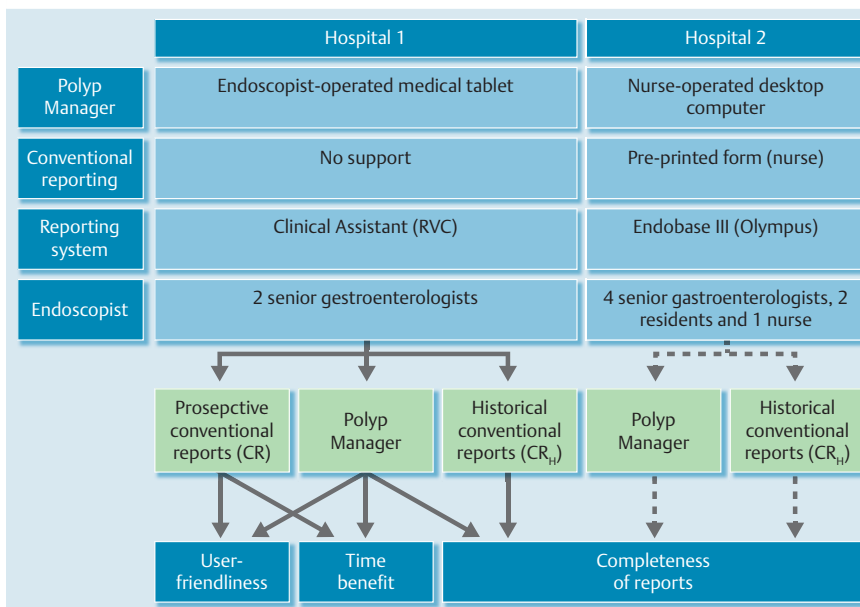 Hospital 1
Hospital 2
Polyp
Manager
Endoscopist-operated medical tablet
Nurse-operated desktop
computer
Conventional
reporting
No support
Pre-printed form (nurse)
Reporting
system
Clinical Assistant (RVC)
Endobase III (Olympus)
Endoscopist
2 senior gestroenterologists
4 senior gastroenterologists, 2
residents and 1 nurse
Prosepctive
conventional
reports (CR)
Polyp
Manager
Historical
conventional
reports (CRH)
Polyp
Manager
Historical
conventional
reports (CRH)
User-
friendliness
Time
benefit
Completeness
of reports